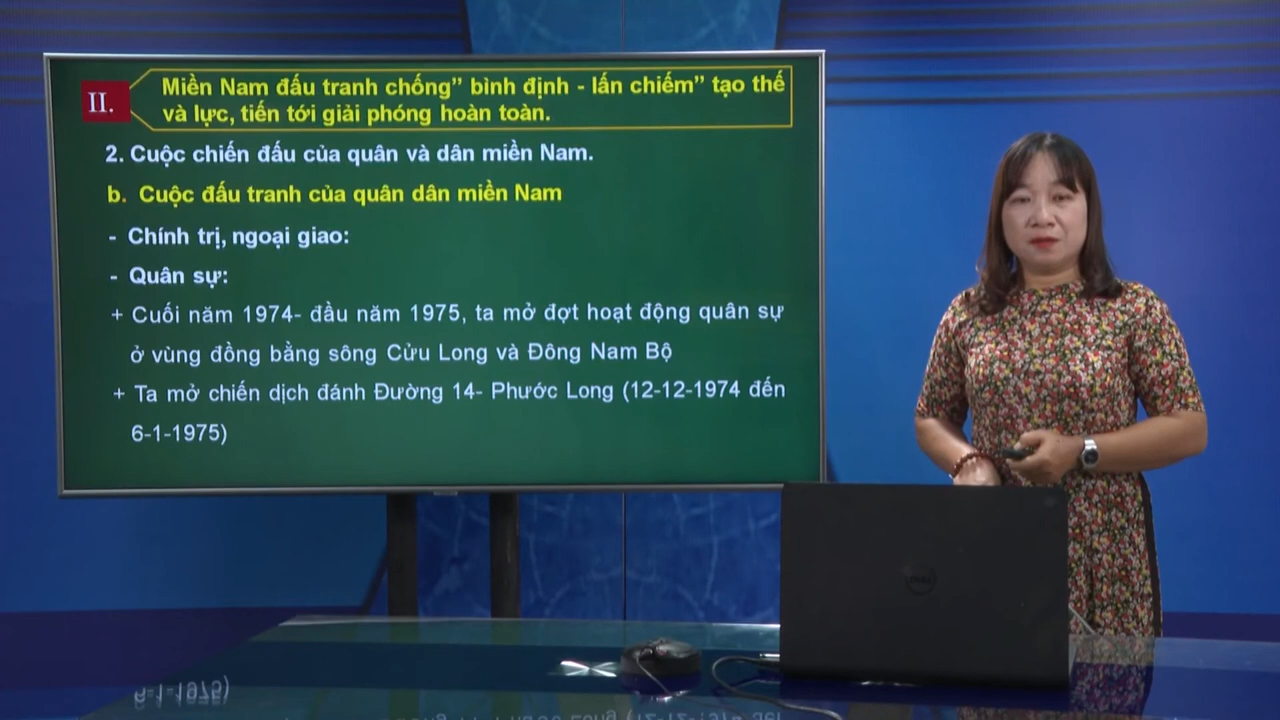 II.
Miền Nam đấu tranh chống” bình định - lấn chiếm” tạo thế
và lực, tiến tới giải phóng hoàn toàn.
2. Cuộc chiến đấu của quân và dân miền Nam.
b. Cuộc đấu tranh của quân dân miền Nam
- Chính trị, ngoại giao:
- Quân sự:
+ Cuối năm 1974- đầu năm 1975, ta mở đợt hoạt động quân sự
ở vùng đồng bằng sông Cửu Long và Đông Nam Bộ
+ Ta mở chiến dịch đánh Đường 14- Phước Long (12-12-1974 đến
6-1-1975)
DELL